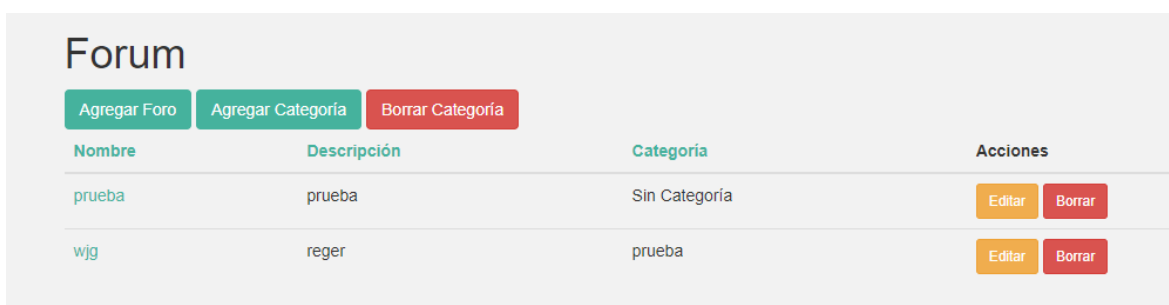 Forum
Agregar Foro Agregar Categoría Borrar Categoría
Nombre Descripción Categoría Acciones
prueba prueba Sin Categoría Editar Borrar
wjg reger prueba Editar Borrar